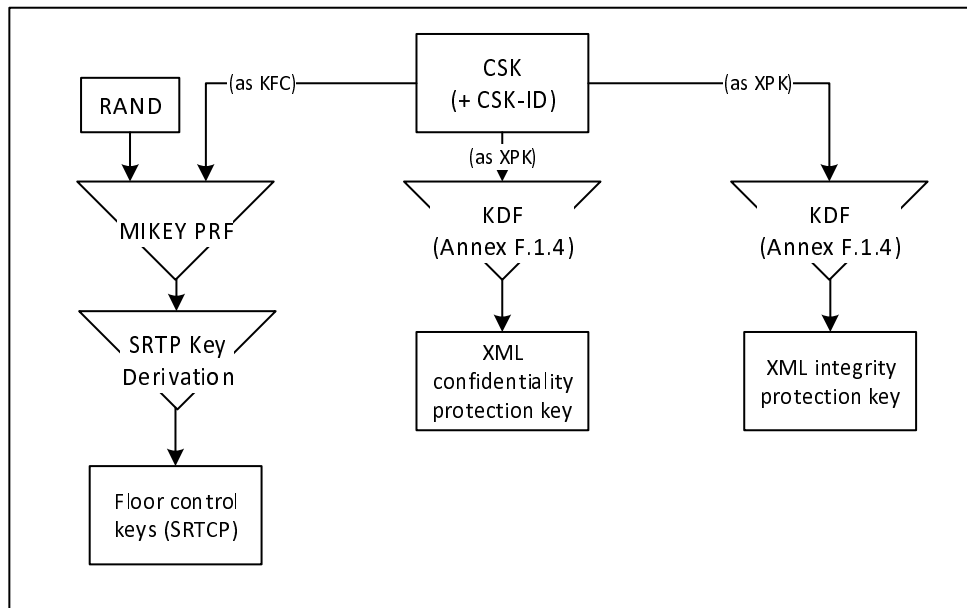 CSK
(+ CSK-ID)
(as KFC)
(as XPK)
RAND
(as XPK)
MIKEY PRF
KDF
(Annex F.1.4)
KDF
(Annex F.1.4)
SRTP Key
Derivation
XML
confidentiality
protection key
XML integrity
protection key
Floor control
keys (SRTCP)